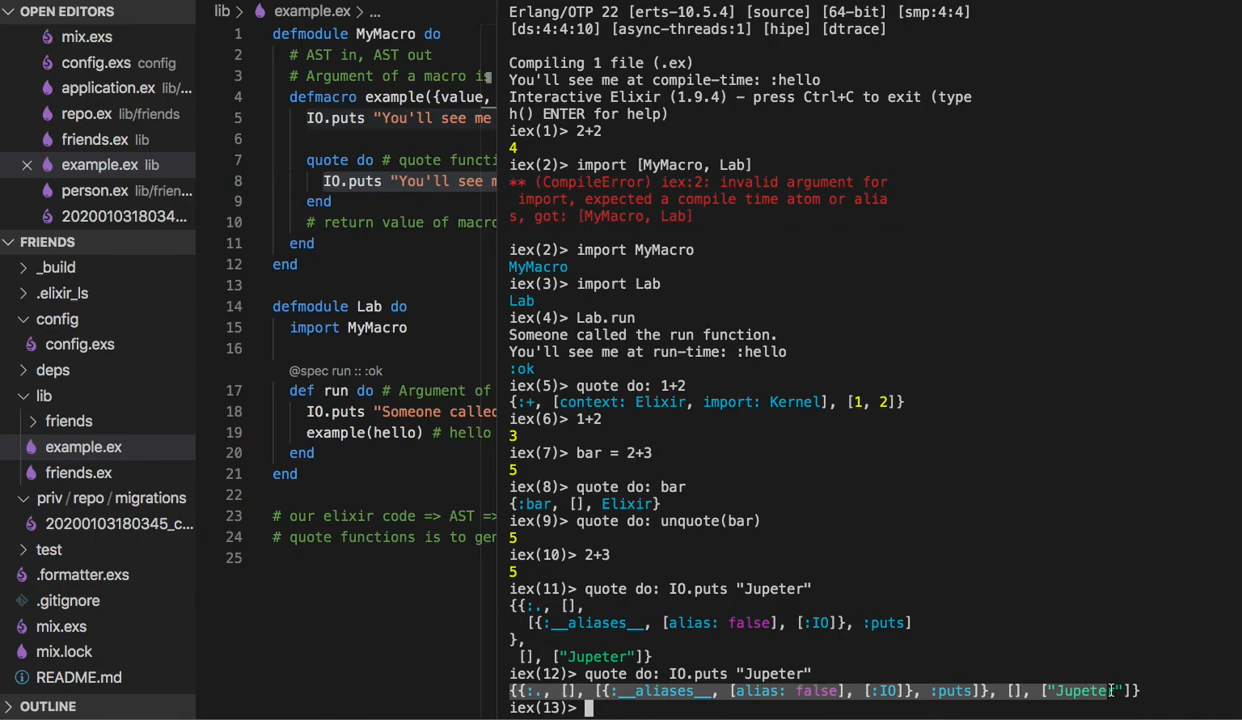 OPEN EDITORS
mix.exs
config.exs config
application.ex lib/...
repo.ex lib/friends
friends.ex lib
example.ex lib
person.ex lib/frien...
2020010318034...
FRIENDS
_build
.elixir_ls
config
config.exs
deps
lib
friends
example.ex
friends.ex
priv / repo / migrations
20200103180345_c...
test
.formatter.exs
.gitignore
mix.exs
mix.lock
README.md
OUTLINE
lib > example.ex > ...
1 defmodule MyMacro do
2 # AST in, AST out
3 # Argument of a macro is
4 defmacro example({value,
5 IO.puts "You'll see me
6
7 quote do # quote functi
8 IO.puts "You'll see m
9 end
10 # return value of macro
11 end
12 end
13
14 defmodule Lab do
15 import MyMacro
16
@spec run :: :ok
17 def run do # Argument of
18 IO.puts "Someone called
19 example(hello) # hello
20 end
21 end
22
23 # our elixir code => AST =>
24 # quote functions is to gen
25
Erlang/OTP 22 [erts-10.5.4] [source] [64-bit] [smp:4:4]
[ds:4:4:10] [async-threads:1] [hipe] [dtrace]
Compiling 1 file (.ex)
You'll see me at compile-time: :hello
Interactive Elixir (1.9.4) - press Ctrl+C to exit (type
h() ENTER for help)
iex(1)> 2+2
4
iex(2)> import [MyMacro, Lab]
** (CompileError) iex:2: invalid argument for
import, expected a compile time atom or alia
s, got: [MyMacro, Lab]
iex(2)> import MyMacro
MyMacro
iex(3)> import Lab
Lab
iex(4)> Lab.run
Someone called the run function.
You'll see me at run-time: :hello
:ok
iex(5)> quote do: 1+2
{:+, [context: Elixir, import: Kernel], [1, 2]}
iex(6)> 1+2
3
iex(7)> bar = 2+3
5
iex(8)> quote do: bar
{:bar, [], Elixir}
iex(9)> quote do: unquote(bar)
5
iex(10)> 2+3
5
iex(11)> quote do: IO.puts "Jupeter"
{{:., [],
[{:__aliases__, [alias: false], [:IO]}, :puts]
},
[], ["Jupeter"]}
iex(12)> quote do: IO.puts "Jupeter"
{{:., [], [{:__aliases__, [alias: false], [:IO]}, :puts]}, [], ["Jupeter"]}
iex(13)>